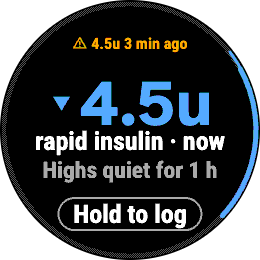 ⚠ 4.5u 3 min ago
▼ 4.5u
rapid insulin · now
Highs quiet for 1 h
Hold to log